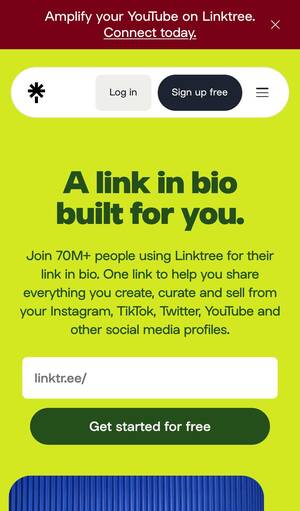 Amplify your YouTube on Linktree.
Connect today.
Log in
Sign up free
A link in bio
built for you.
Join 70M+ people using Linktree for their
link in bio. One link to help you share
everything you create, curate and sell from
your Instagram, TikTok, Twitter, YouTube and
other social media profiles.
linktr.ee/
Get started for free